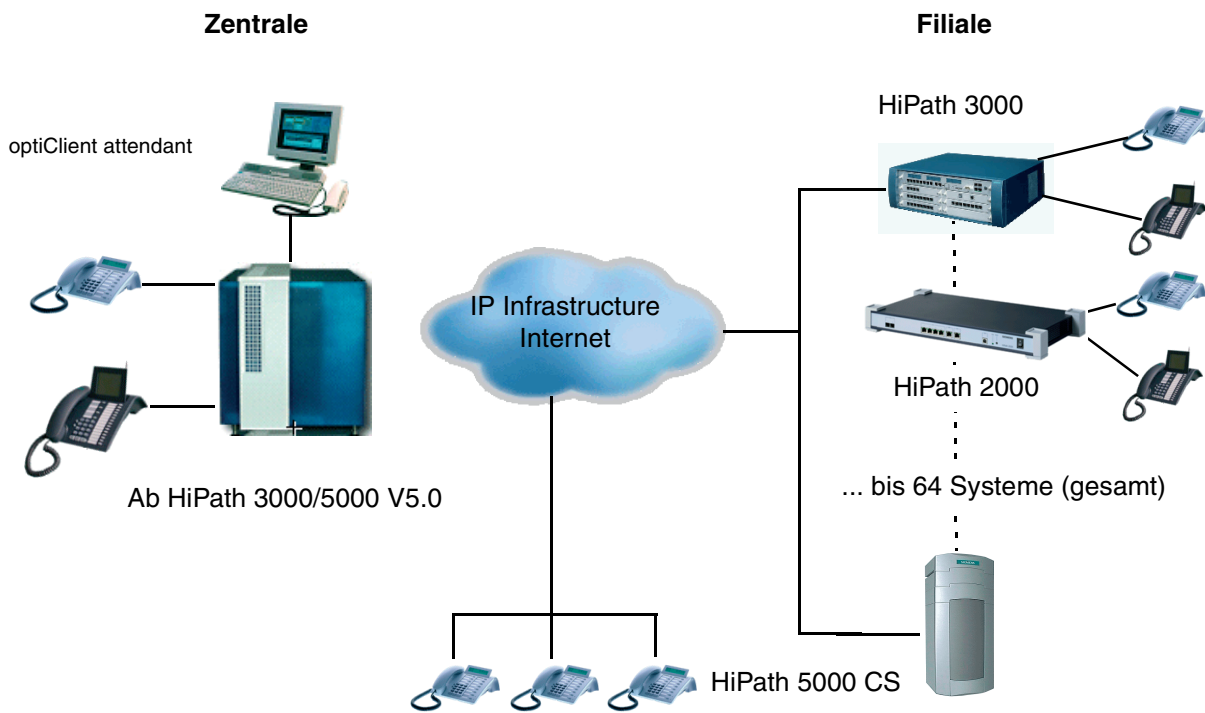 Zentrale
Filiale
optiClient attendant
HiPath 3000
IP Infrastructure
Internet
HiPath 2000
Ab HiPath 3000/5000 V5.0
... bis 64 Systeme (gesamt)
HiPath 5000 CS